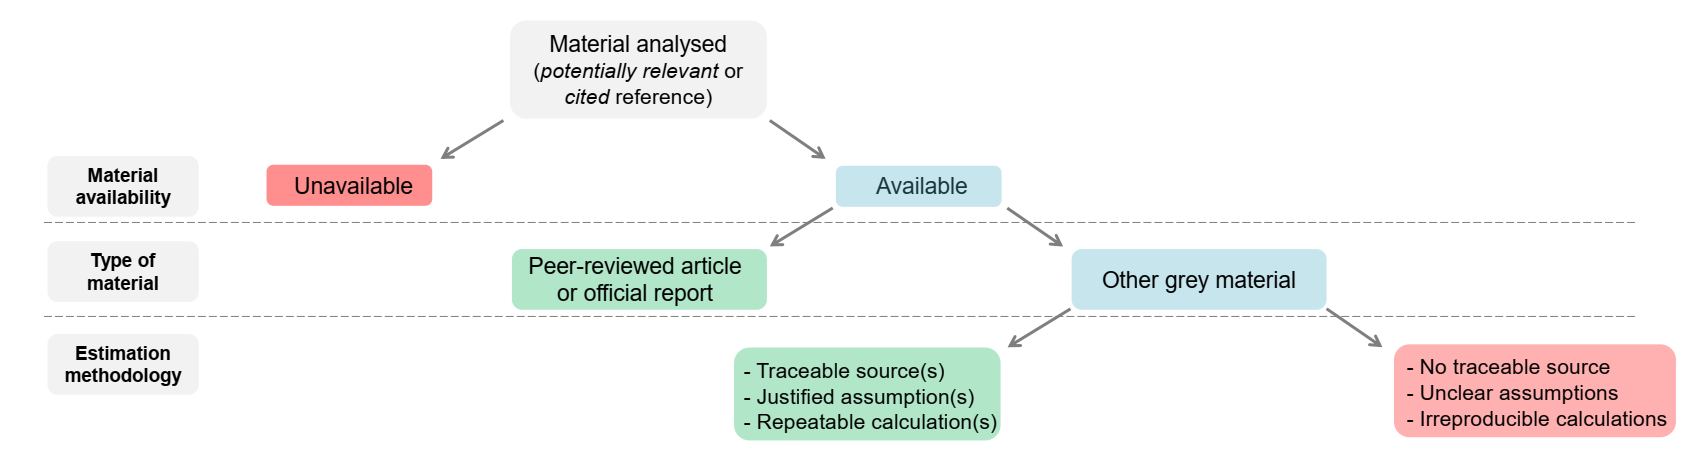 Material analysed
(potentially relevant or
cited reference)
Material
availability
Unavailable
Available
Type of
material
Peer-reviewed article
or official report
Other grey material
Estimation
methodology
- Traceable source(s)
- Justified assumption(s)
- Repeatable calculation(s)
- No traceable source
- Unclear assumptions
- Irreproducible calculations